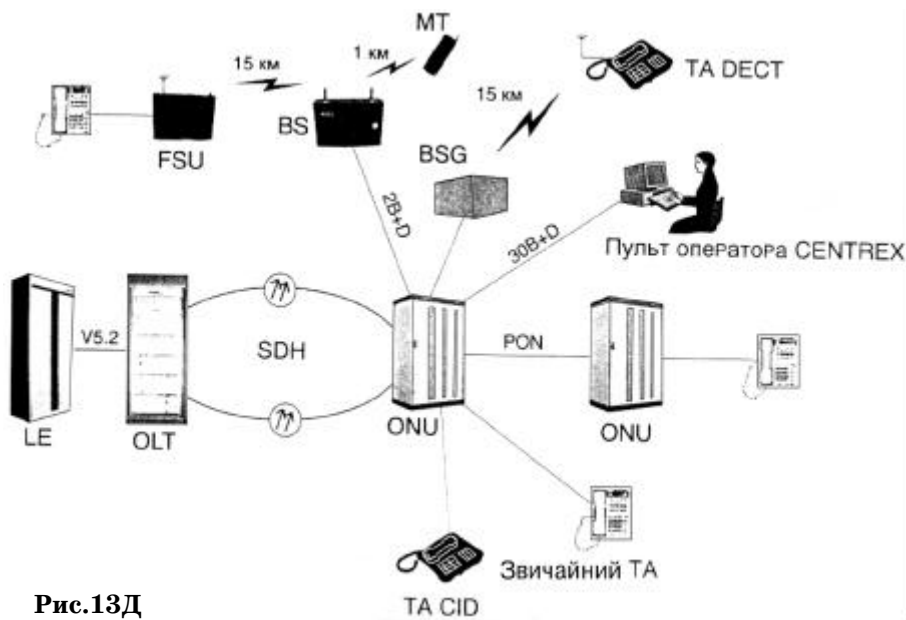 MT
15 км
1 км
TA DECT
15 км
BS
FSU
BSG
2B+D
30B+D
Пульт оператора CENTREX
V5.2
SDH
PON
LE
OLT
ONU
ONU
Звичайний ТА
TA CID
Рис.13Д